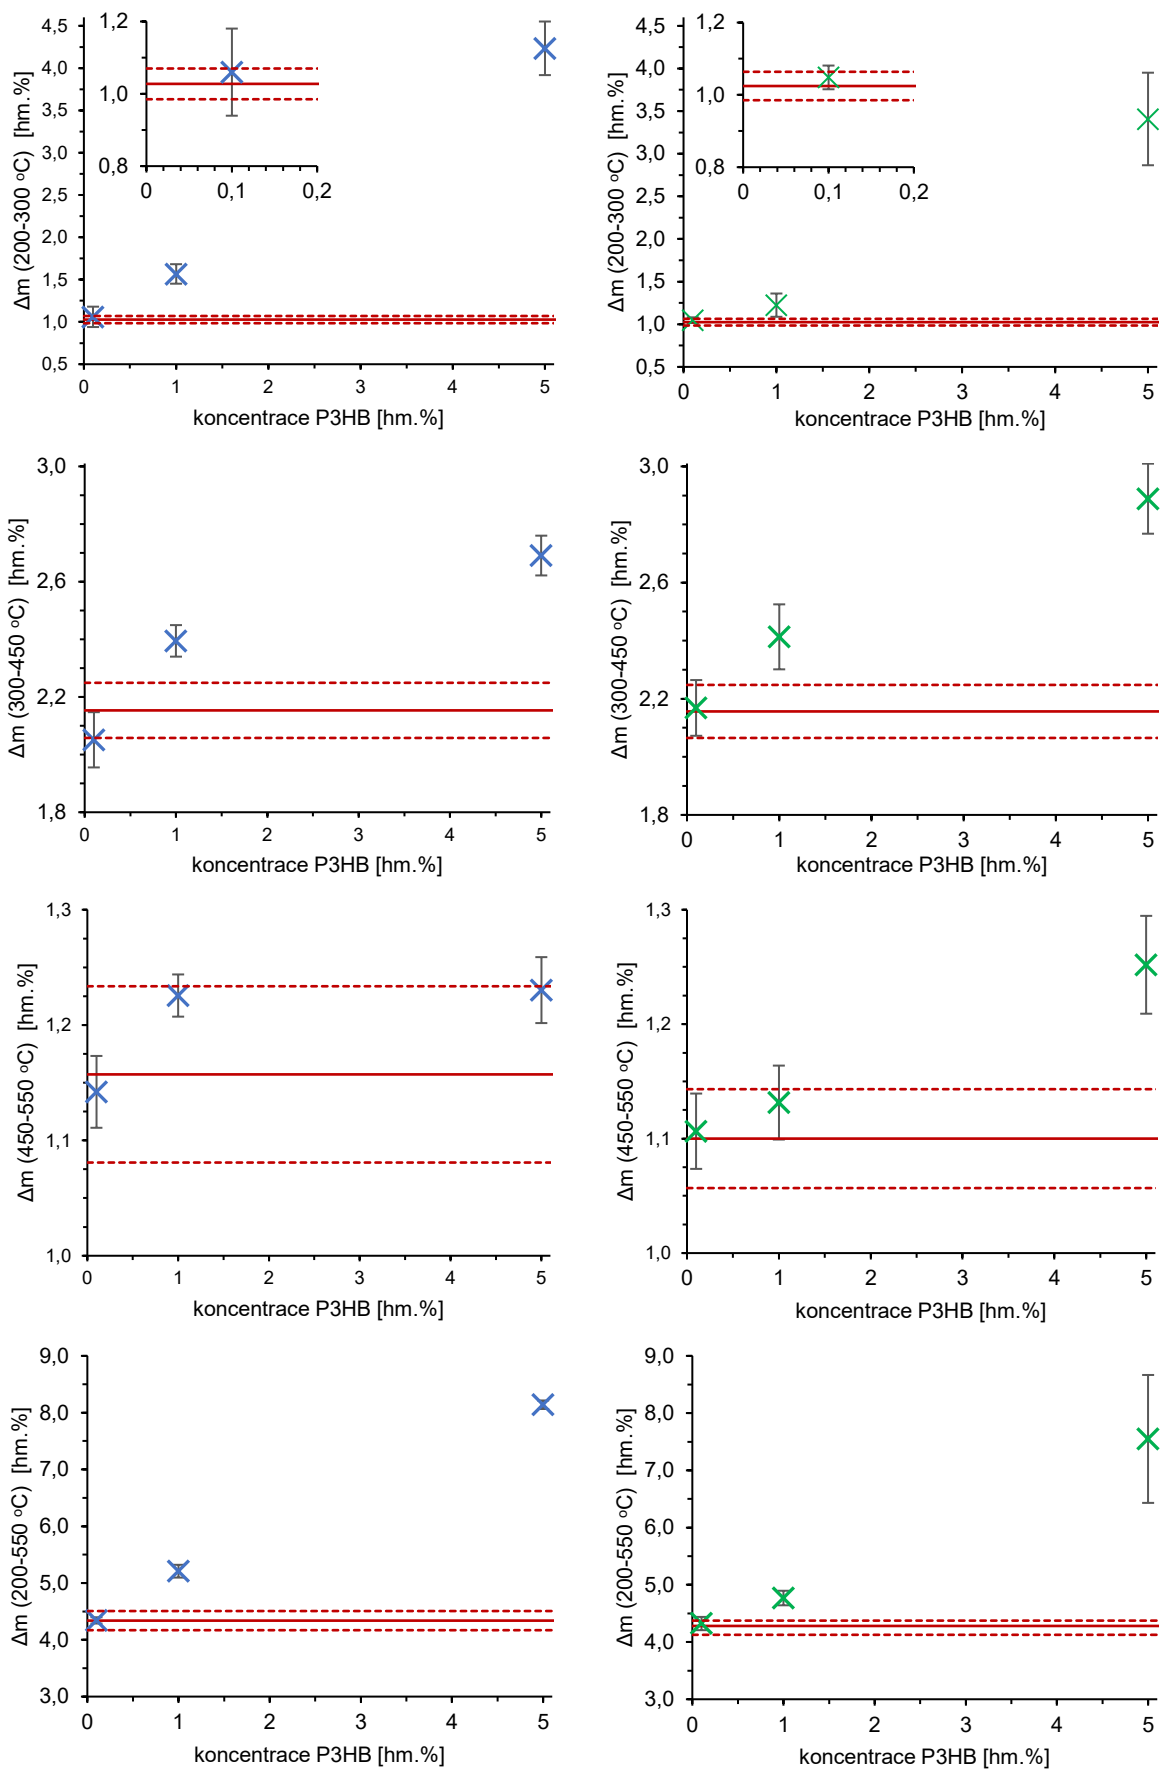 Δm (200-300 ºC) [hm.%]
4,5
4,0
3,5
3,0
2,5
2,0
1,5
1,0
0,5
0 1 2 3 4 5
koncentrace P3HB [hm.%]
1,2
1,0
0,8
0 0,1 0,2
Δm (200-300 ºC) [hm.%]
4,5
4,0
3,5
3,0
2,5
2,0
1,5
1,0
0,5
0 1 2 3 4 5
koncentrace P3HB [hm.%]
1,2
1,0
0,8
0 0,1 0,2
Δm (300-450 ºC) [hm.%]
3,0
2,6
2,2
1,8
0 1 2 3 4 5
koncentrace P3HB [hm.%]
Δm (300-450 ºC) [hm.%]
3,0
2,6
2,2
1,8
0 1 2 3 4 5
koncentrace P3HB [hm.%]
Δm (450-550 ºC) [hm.%]
1,3
1,2
1,1
1,0
0 1 2 3 4 5
koncentrace P3HB [hm.%]
Δm (450-550 ºC) [hm.%]
1,3
1,2
1,1
1,0
0 1 2 3 4 5
koncentrace P3HB [hm.%]
Δm (200-550 ºC) [hm.%]
9,0
8,0
7,0
6,0
5,0
4,0
3,0
0 1 2 3 4 5
koncentrace P3HB [hm.%]
Δm (200-550 ºC) [hm.%]
9,0
8,0
7,0
6,0
5,0
4,0
3,0
0 1 2 3 4 5
koncentrace P3HB [hm.%]